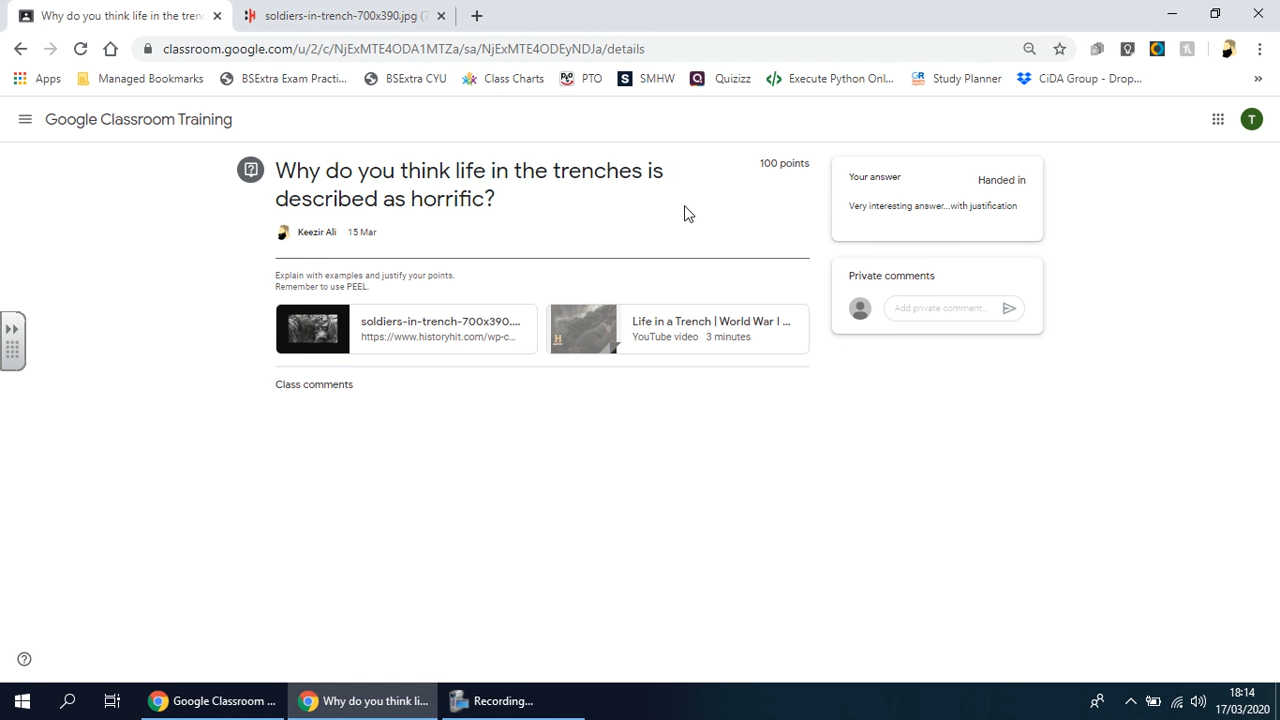 Why do you think life in the trenc
soldiers-in-trench-700x390.jpg (7
classroom.google.com/u/2/c/NjExMTE4ODA1MTZa/sa/NjExMTE4ODEyNDJa/details
Apps Managed Bookmarks BSExtra Exam Practi... BSExtra CYU Class Charts PTO SMHW Quizizz Execute Python Onl... Study Planner CiDA Group - Drop... »
Google Classroom Training
T
Why do you think life in the trenches is
described as horrific?
100 points
Keezir Ali 15 Mar
Explain with examples and justify your points.
Remember to use PEEL.
soldiers-in-trench-700x390....
https://www.historyhit.com/wp-c...
Life in a Trench | World War I ...
YouTube video 3 minutes
Class comments
Your answer
Handed in
Very interesting answer...with justification
Private comments
Add private comment...
Google Classroom ...
Why do you think li...
Recording...
18:14
17/03/2020